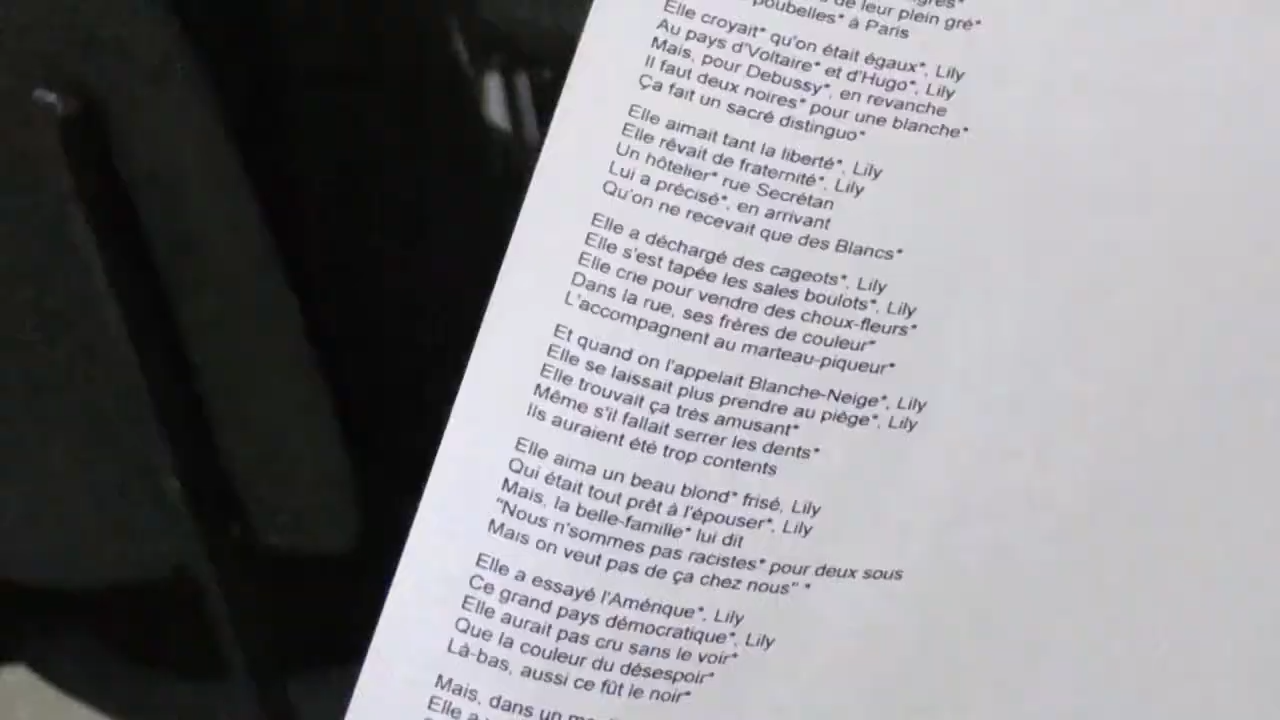 de leur plein gré*
poubelles* à Paris
Elle croyait* qu'on était égaux*, Lily
Au pays d'Voltaire* et d'Hugo*, Lily
Mais, pour Debussy*, en revanche
Il faut deux noires* pour une blanche*
Ça fait un sacré distinguo*
Elle aimait tant la liberté*, Lily
Elle rêvait de fraternité*, Lily
Un hôtelier* rue Secrétan
Lui a précisé*, en arrivant
Qu'on ne recevait que des Blancs*
Elle a déchargé des cageots*, Lily
Elle s'est tapée les sales boulots*, Lily
Elle crie pour vendre des choux-fleurs*
Dans la rue, ses frères de couleur*
L'accompagnent au marteau-piqueur*
Et quand on l'appelait Blanche-Neige*, Lily
Elle se laissait plus prendre au piège*, Lily
Elle trouvait ça très amusant*
Même s'il fallait serrer les dents*
Ils auraient été trop contents
Elle aima un beau blond* frisé, Lily
Qui était tout prêt à l'épouser*, Lily
Mais, la belle-famille* lui dit
"Nous n'sommes pas racistes* pour deux sous
Mais on veut pas de ça chez nous" *
Elle a essayé l'Amérique*, Lily
Ce grand pays démocratique*, Lily
Elle aurait pas cru sans le voir*
Que la couleur du désespoir*
Là-bas, aussi ce fût le noir*
Mais, dans un
Elle a